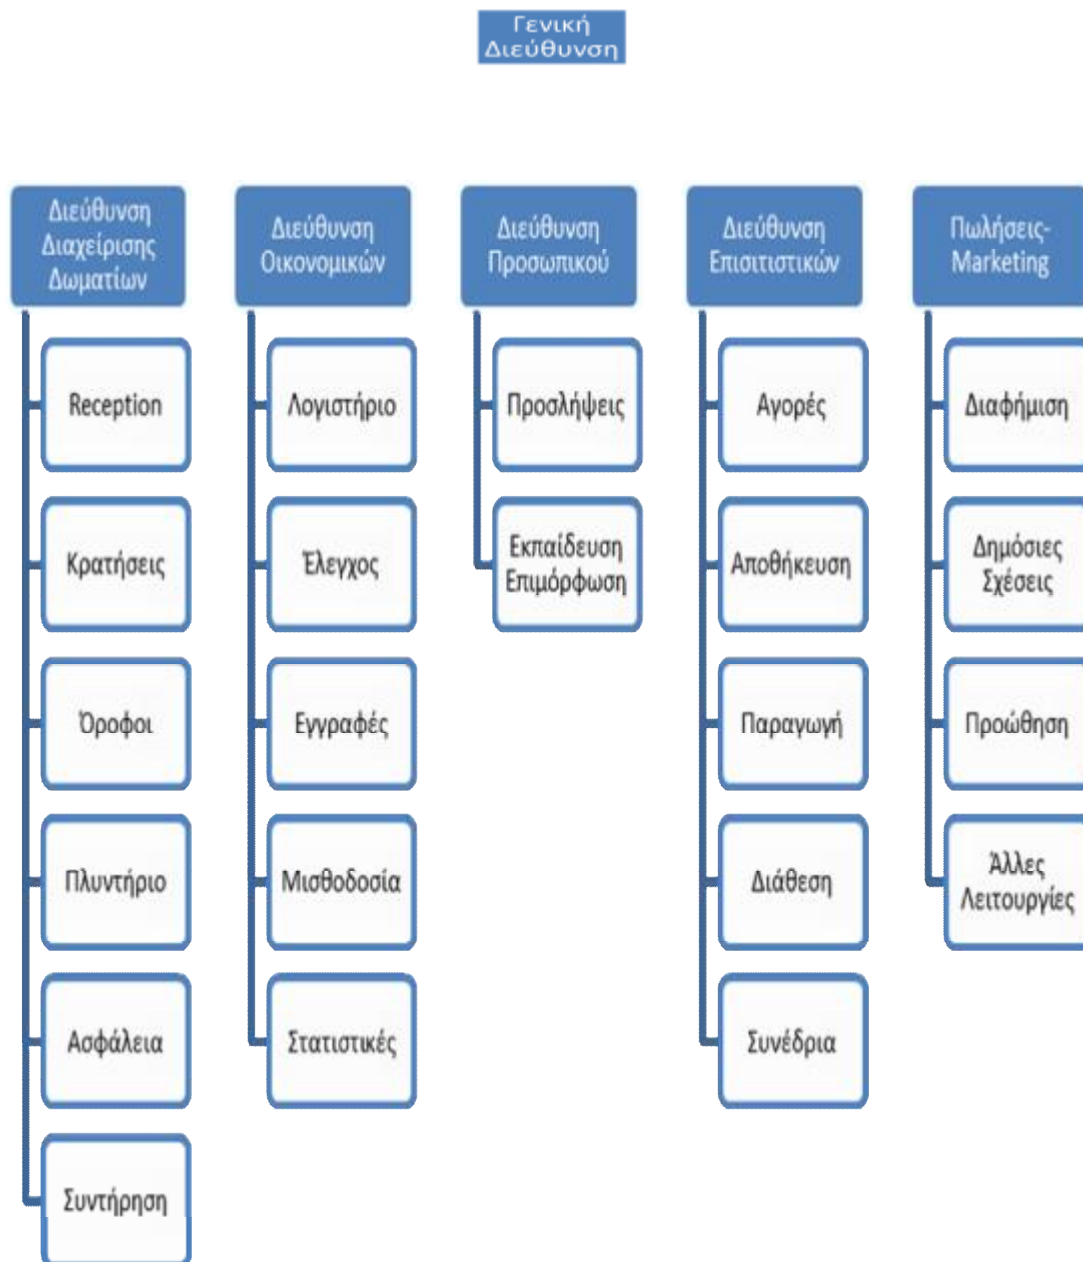 Γενική
Διεύθυνση
Διεύθυνση
Διαχείρισης
Δωματίων
Reception
Κρατήσεις
Όροφοι
Πλυντήριο
Ασφάλεια
Συντήρηση
Διεύθυνση
Οικονομικών
Λογιστήριο
Έλεγχος
Εγγραφές
Μισθοδοσία
Στατιστικές
Διεύθυνση
Προσωπικού
Προσλήψεις
Εκπαίδευση
Επιμόρφωση
Διεύθυνση
Επισιτιστικών
Αγορές
Αποθήκευση
Παραγωγή
Διάθεση
Συνέδρια
Πωλήσεις-
Marketing
Διαφήμιση
Δημόσιες
Σχέσεις
Προώθηση
Άλλες
Λειτουργίες